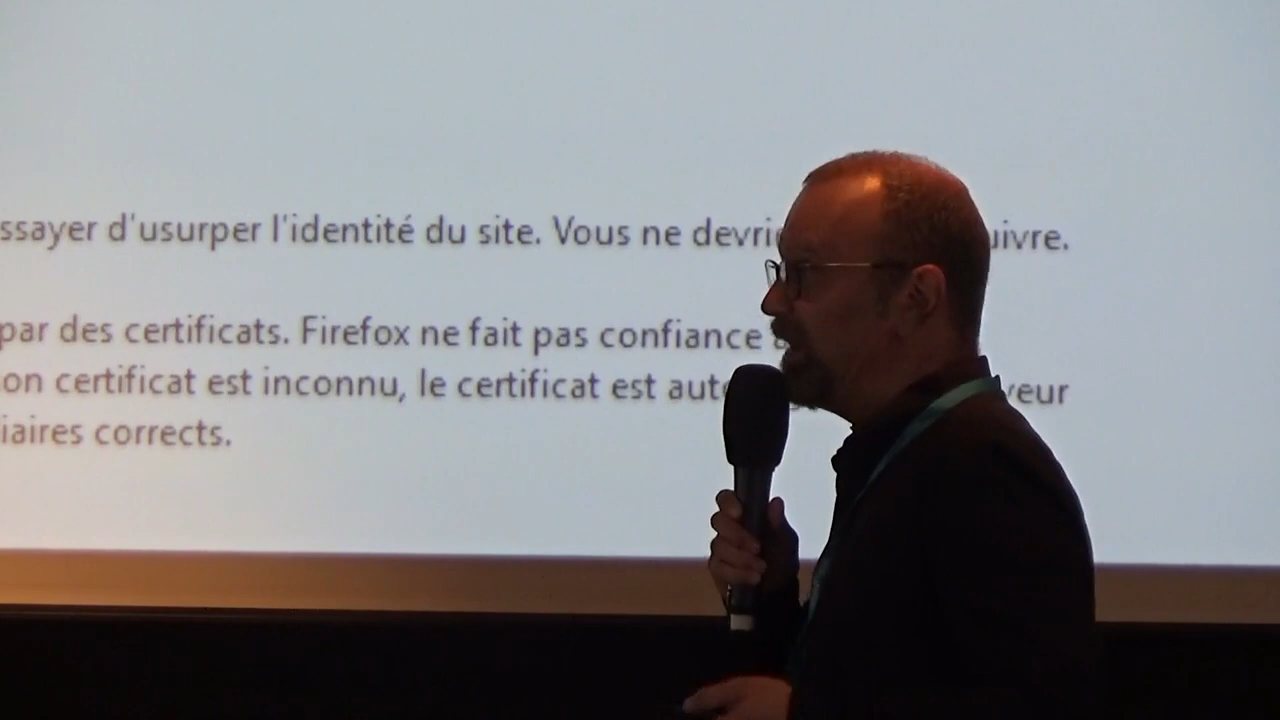 ssayer d'usurper l'identité du site. Vous ne devri uivre.
par des certificats. Firefox ne fait pas confiance
on certificat est inconnu, le certificat est aut veur
iaires corrects.